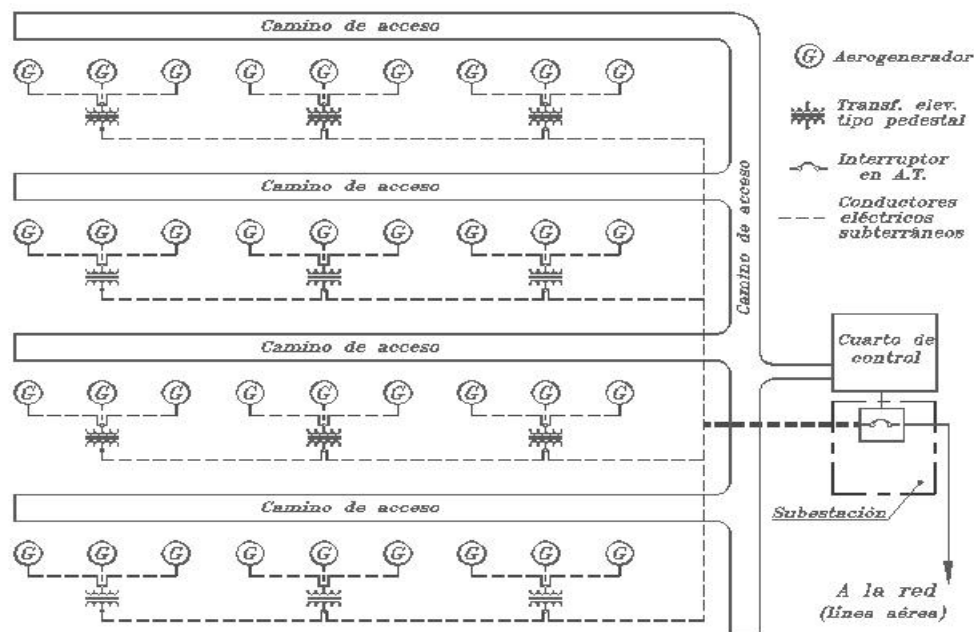 Camino de acceso
G G G G G G G G G
G Aerogenerador
Transf. elev.
tipo pedestal
Interruptor
en A.T.
Conductores
eléctricos
subterráneos
Camino de acceso
Camino de acceso
G G G G G G G G G
Camino de acceso
Cuarto de
control
G G G G G G G G G
Camino de acceso
Subestación
G G G G G G G G G
A la red
(línea aérea)